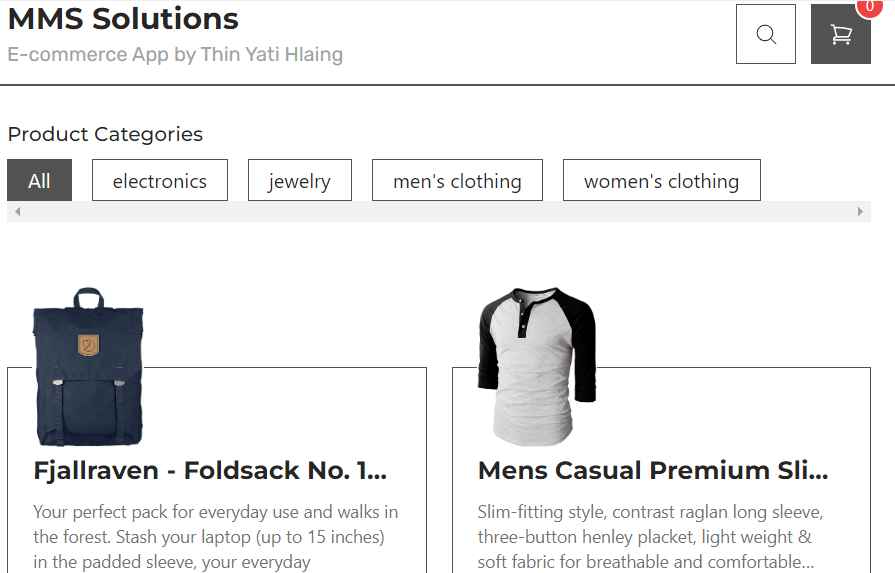 MMS Solutions
0
E-commerce App by Thin Yati Hlaing
Product Categories
All
electronics
jewelry
men's clothing
women's clothing
Fjallraven - Foldsack No. 1...
Your perfect pack for everyday use and walks in
the forest. Stash your laptop (up to 15 inches)
in the padded sleeve, your everyday
Mens Casual Premium Sli...
Slim-fitting style, contrast raglan long sleeve,
three-button henley placket, light weight &
soft fabric for breathable and comfortable...